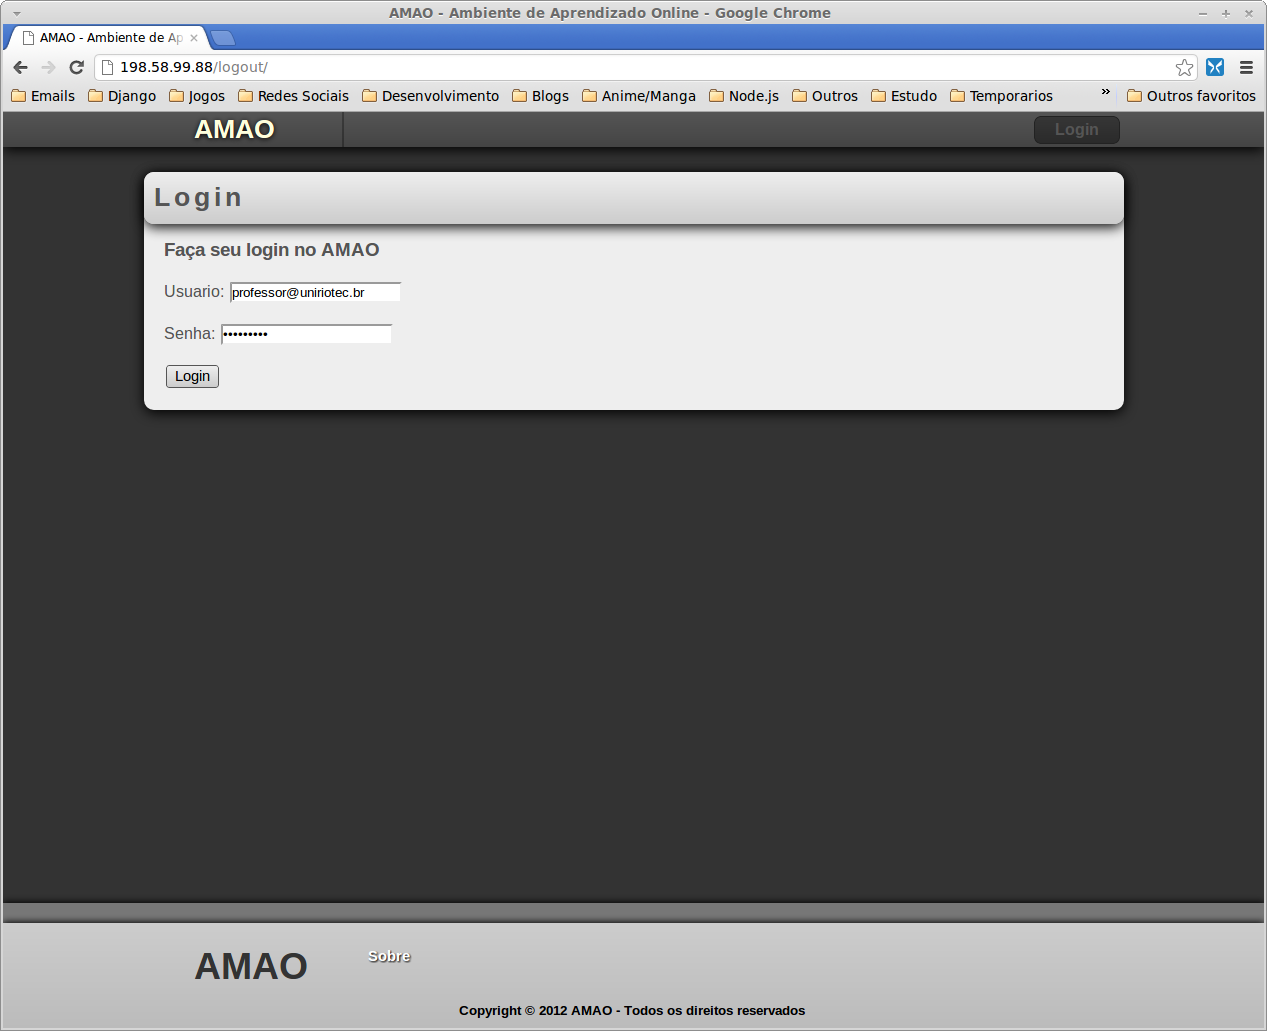 AMAO - Ambiente de Aprendizado Online - Google Chrome
AMAO - Ambiente de Ap
198.58.99.88/logout/
Emails Django Jogos Redes Sociais Desenvolvimento Blogs Anime/Manga Node.js Outros Estudo Temporarios » Outros favoritos
AMAO Login
Login
Faça seu login no AMAO
Usuario: professor@uniriotec.br
Senha: •••••••••
Login
AMAO Sobre
Copyright © 2012 AMAO - Todos os direitos reservados